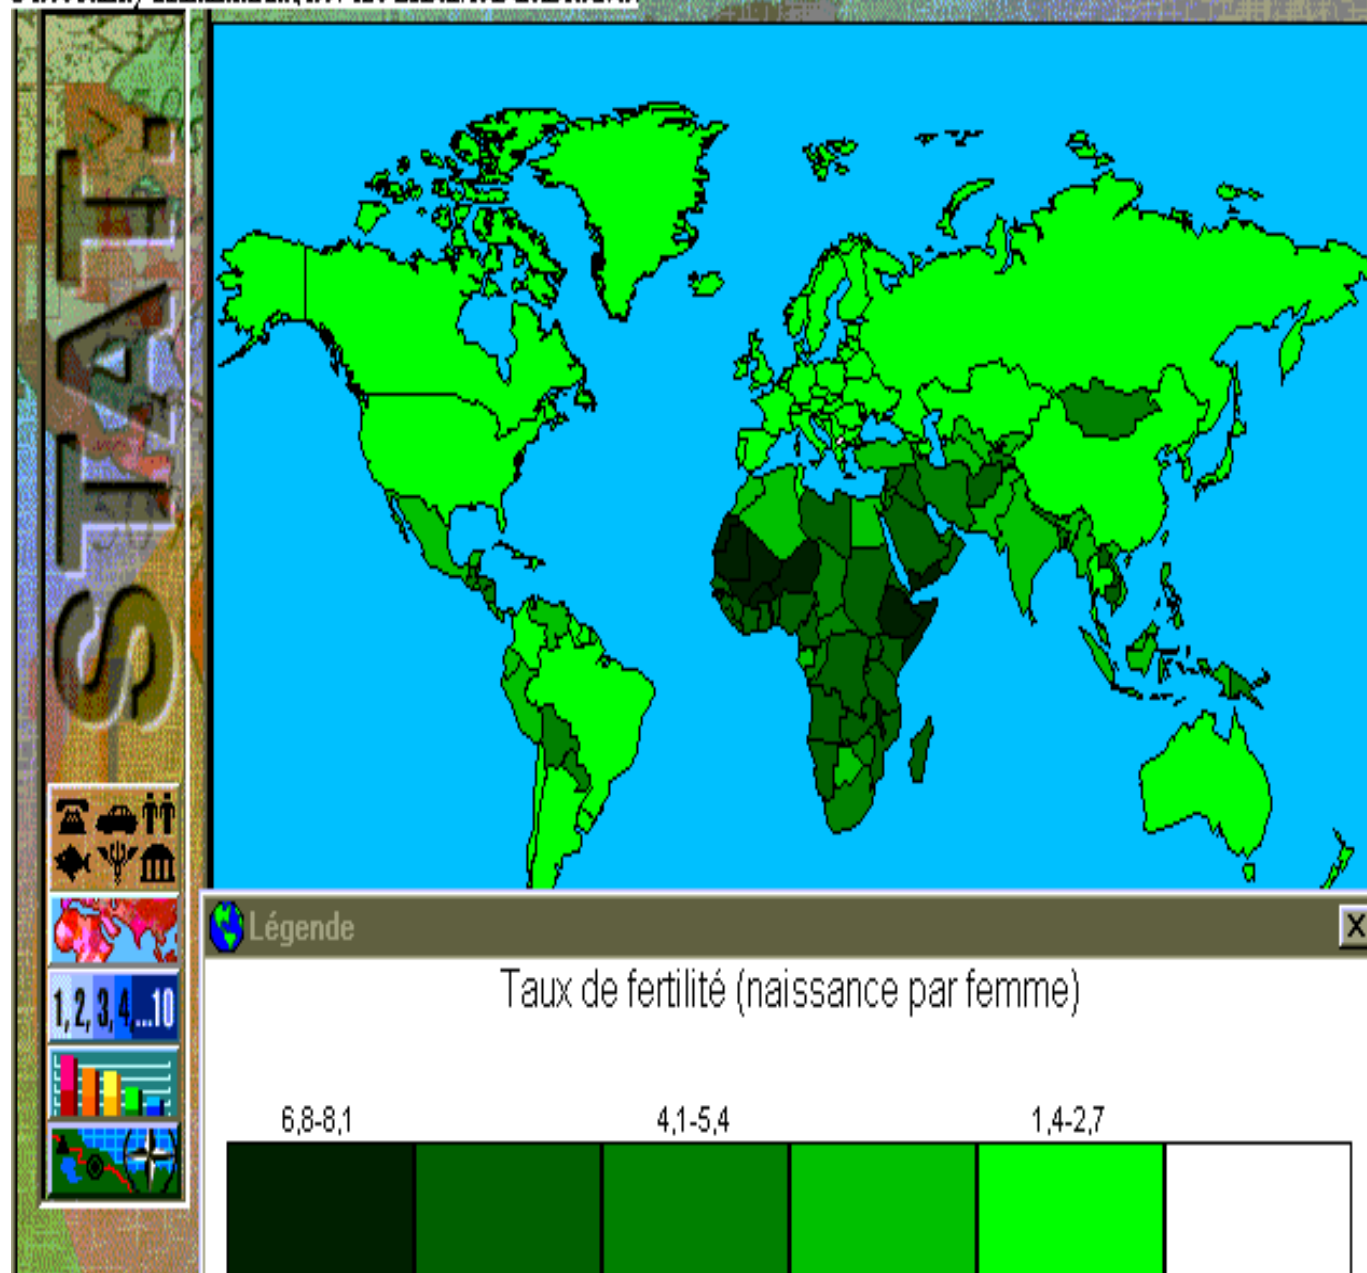 STAT.
1, 2, 3, 4, ...10
Légende
X
Taux de fertilité (naissance par femme)
6,8-8,1 4,1-5,4 1,4-2,7